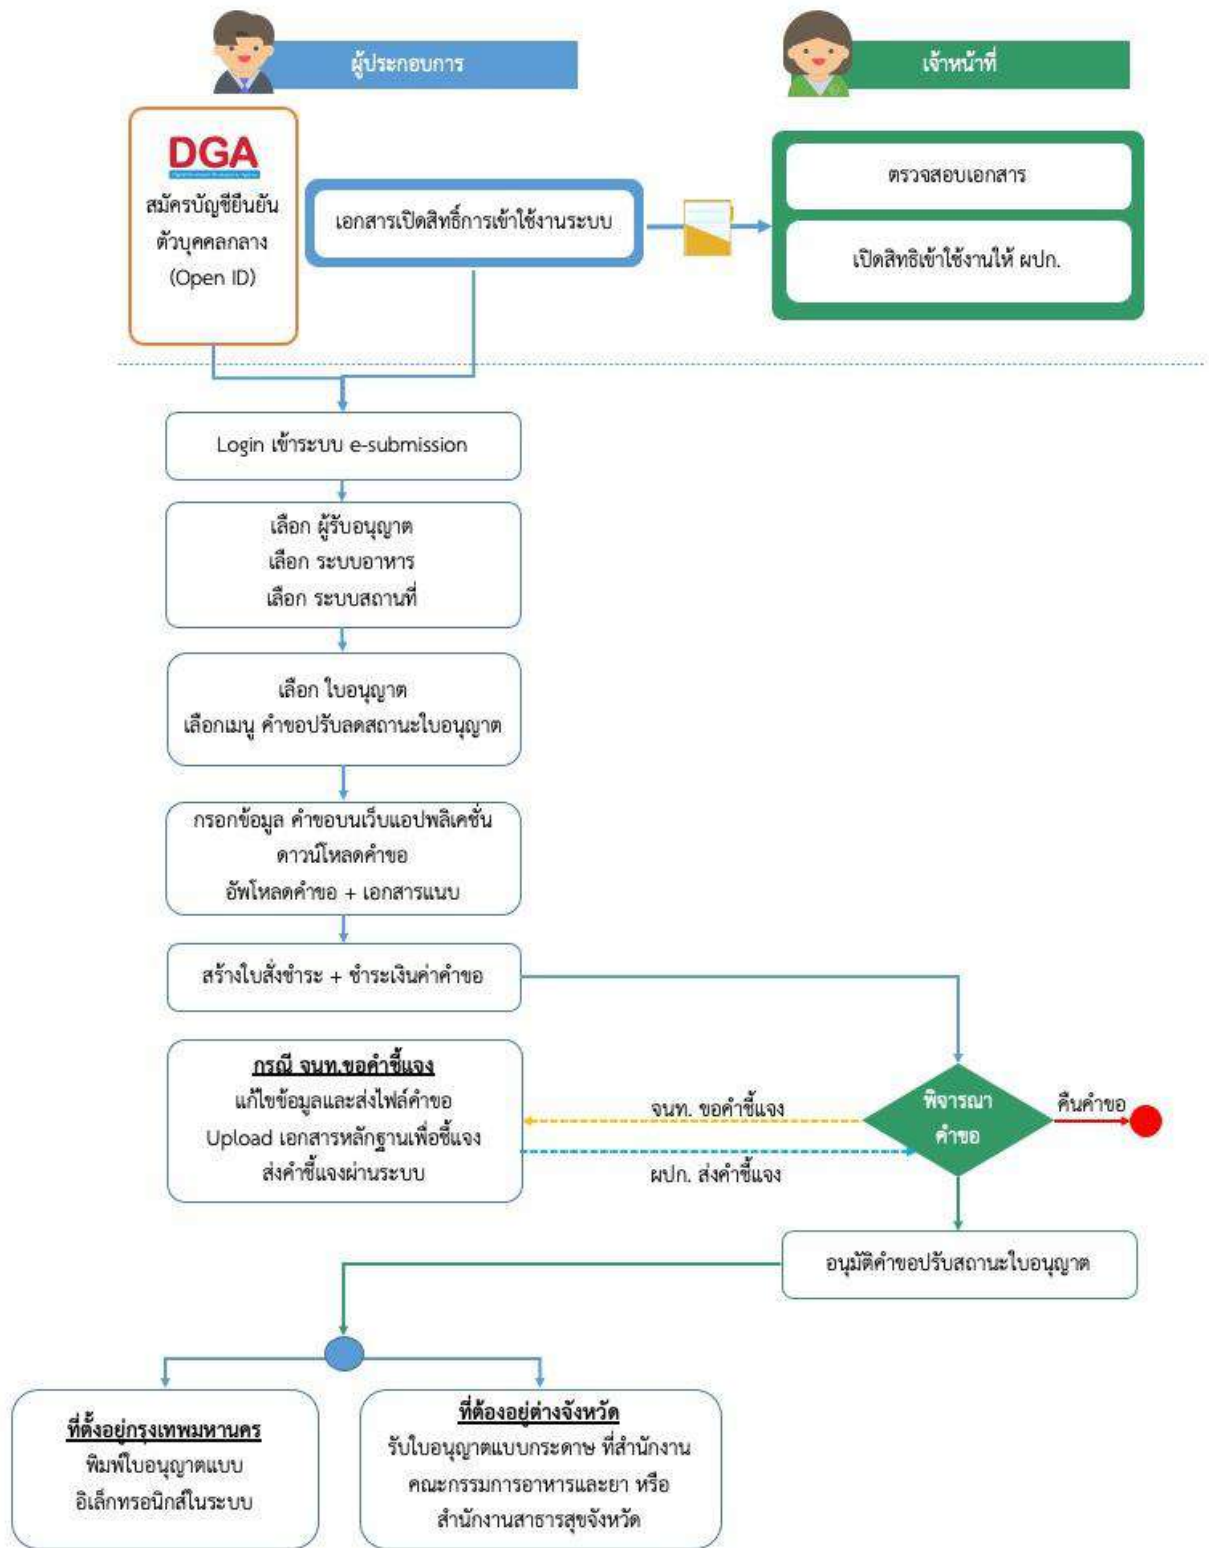 ผู้ประกอบการ
เจ้าหน้าที่
DGA
สมัครบัญชียืนยัน
ตัวบุคคลกลาง
(Open ID)
เอกสารเปิดสิทธิ์การเข้าใช้งานระบบ
ตรวจสอบเอกสาร
เปิดสิทธิเข้าใช้งานให้ ผปก.
Login เข้าระบบ e-submission
เลือก ผู้รับอนุญาต
เลือก ระบบอาหาร
เลือก ระบบสถานที่
เลือก ใบอนุญาต
เลือกเมนู คำขอปรับลดสถานะใบอนุญาต
กรอกข้อมูล คำขอบนเว็บแอปพลิเคชั่น
ดาวน์โหลดคำขอ
อัพโหลดคำขอ + เอกสารแนบ
สร้างใบสั่งชำระ + ชำระเงินค่าคำขอ
กรณี จนท.ขอคำชี้แจง
แก้ไขข้อมูลและส่งไฟล์คำขอ
Upload เอกสารหลักฐานเพื่อชี้แจง
ส่งคำชี้แจงผ่านระบบ
จนท. ขอคำชี้แจง
ผปก. ส่งคำชี้แจง
พิจารณา
คำขอ
คืนคำขอ
อนุมัติคำขอปรับสถานะใบอนุญาต
ที่ตั้งอยู่กรุงเทพมหานคร
พิมพ์ใบอนุญาตแบบ
อิเล็กทรอนิกส์ในระบบ
ที่ต้องอยู่ต่างจังหวัด
รับใบอนุญาตแบบกระดาษ ที่สำนักงาน
คณะกรรมการอาหารและยา หรือ
สำนักงานสาธารสุขจังหวัด